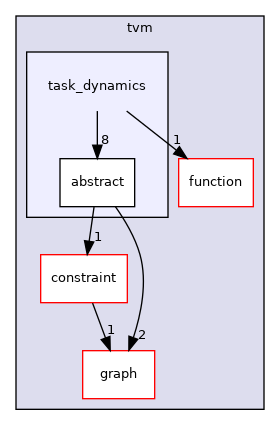 tvm
task_dynamics
8
1
abstract
function
1
constraint
1
2
graph